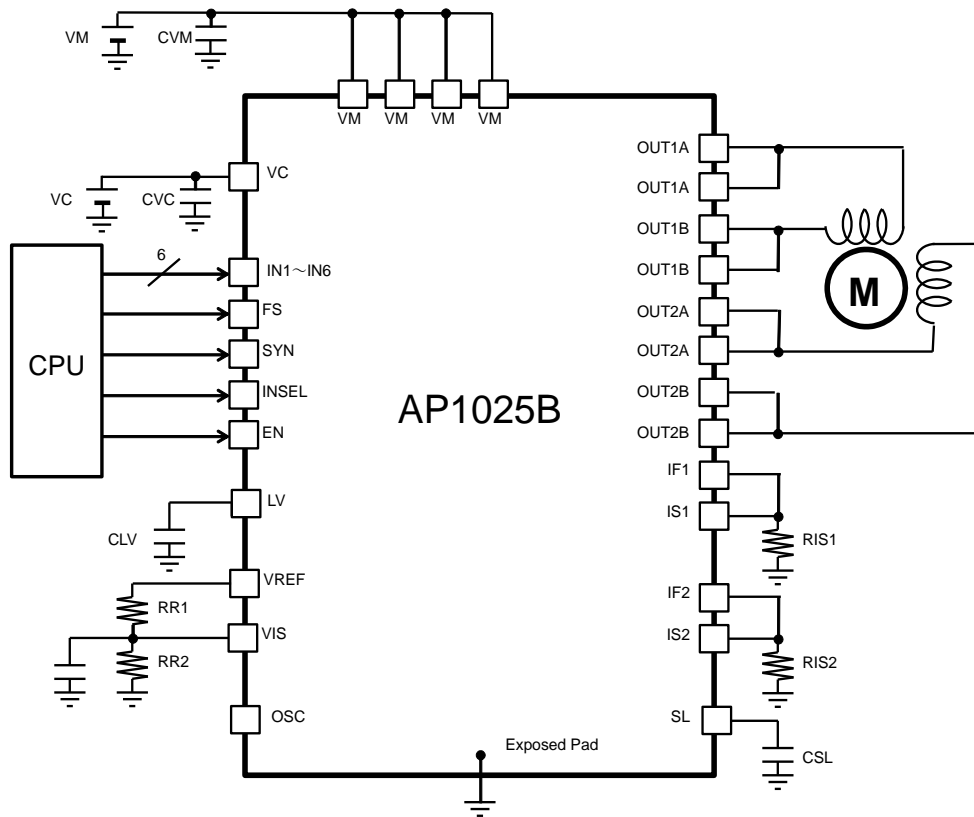 VM
CVM
VM
VM
VM
VM
VC
CVC
VC
CPU
6
IN1～IN6
FS
SYN
INSEL
EN
LV
CLV
VREF
RR1
VIS
RR2
OSC
AP1025B
Exposed Pad
OUT1A
OUT1A
OUT1B
OUT1B
OUT2A
OUT2A
OUT2B
OUT2B
M
IF1
IS1
RIS1
IF2
IS2
RIS2
SL
CSL